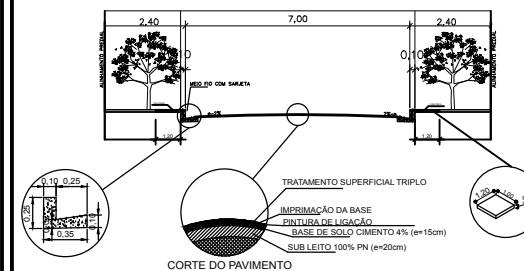 2,40
7,00
2,40
ALINHAMENTO PREDIAL
,10
0,10
ALINHAMENTO PREDIAL
MEIO FIO COM SARJETA
i=2%
2%
1,20
1,20
0,10 0,25
0,25
0,10
0,35
TRATAMENTO SUPERFICIAL TRIPLO
IMPRIMAÇÃO DA BASE
PINTURA DE LIGAÇÃO
BASE DE SOLO CIMENTO 4% (e=15cm)
SUB LEITO 100% PN (e=20cm)
CORTE DO PAVIMENTO
1,20
1,00